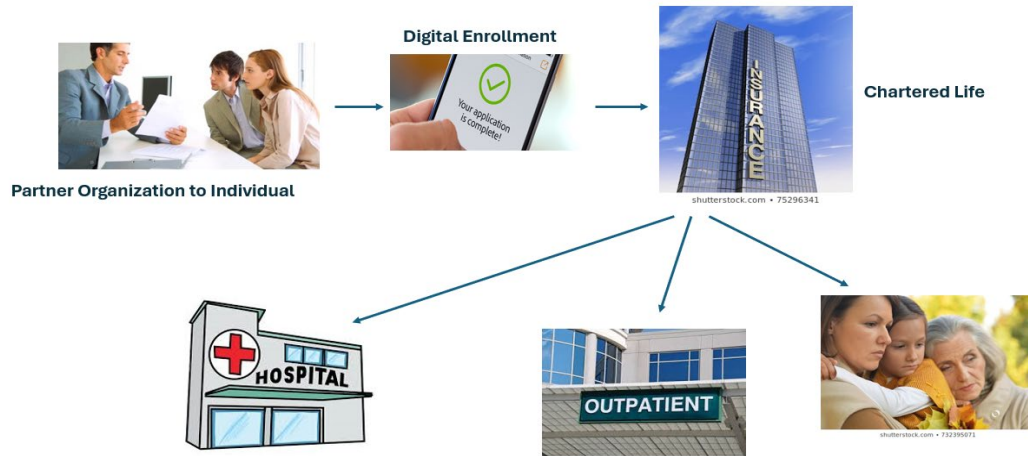 Digital Enrollment
Your application
is complete!
INSURANCE
Chartered Life
Partner Organization to Individual
shutterstock.com • 75296341
HOSPITAL
OUTPATIENT
shutterstock.com • 732395071